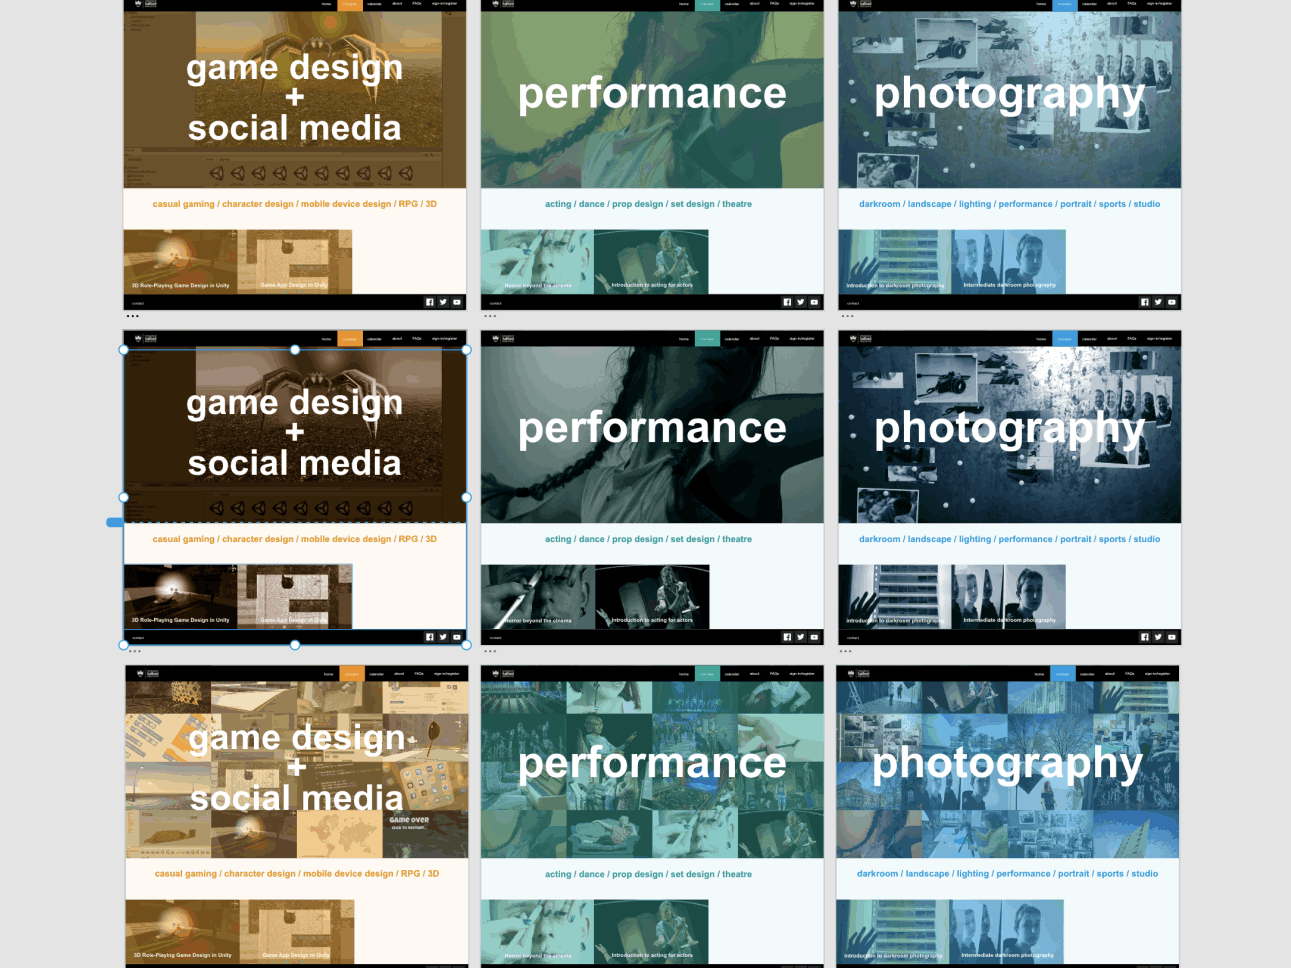 home calendar about FAQs sign-in/register
game design
+
social media
casual gaming / character design / mobile device design / RPG / 3D
3D Role-Playing Game Design in Unity
Game App Design in Unity
contact
home calendar about FAQs sign-in/register
performance
acting / dance / prop design / set design / theatre
Horror beyond the cinema
Introduction to acting for actors
contact
home calendar about FAQs sign-in/register
photography
darkroom / landscape / lighting / performance / portrait / sports / studio
introduction to darkroom photography
Intermediate darkroom photography
contact
home calendar about FAQs sign-in/register
game design
+
social media
casual gaming / character design / mobile device design / RPG / 3D
3D Role-Playing Game Design in Unity
Game App Design in Unity
contact
home calendar about FAQs sign-in/register
performance
acting / dance / prop design / set design / theatre
Horror beyond the cinema
Introduction to acting for actors
contact
home calendar about FAQs sign-in/register
photography
darkroom / landscape / lighting / performance / portrait / sports / studio
introduction to darkroom photography
Intermediate darkroom photography
contact
home calendar about FAQs sign-in/register
game design
+
social media
GAME OVER
casual gaming / character design / mobile device design / RPG / 3D
3D Role-Playing Game Design in Unity
Game App Design in Unity
home calendar about FAQs sign-in/register
performance
acting / dance / prop design / set design / theatre
Horror beyond the cinema
Introduction to acting for actors
home calendar about FAQs sign-in/register
photography
darkroom / landscape / lighting / performance / portrait / sports / studio
introduction to darkroom photography
Intermediate darkroom photography